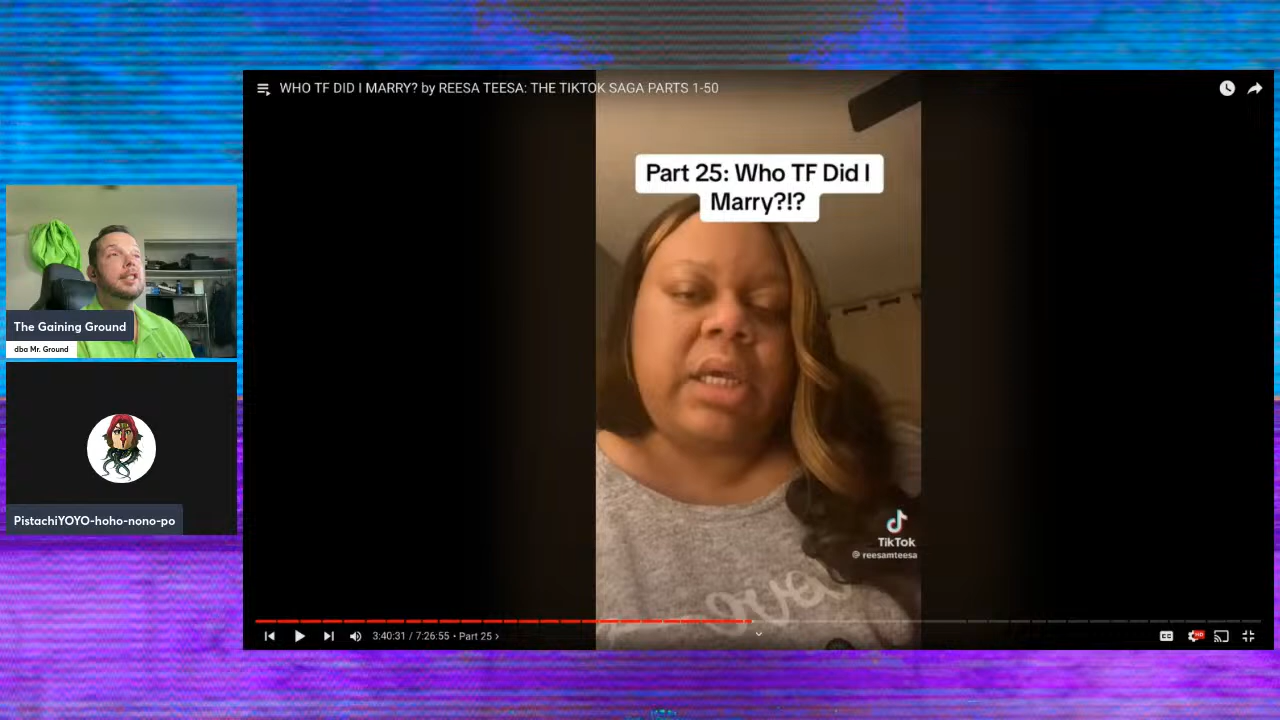 WHO TF DID I MARRY? by REESA TEESA: THE TIKTOK SAGA PARTS 1-50
Part 25: Who TF Did I
Marry?!?
The Gaining Ground
dba Mr. Ground
PistachiYOYO-hoho-nono-po
TikTok
@ reesamteesa
3:40:31 / 7:26:55 • Part 25 ›
CC
HD